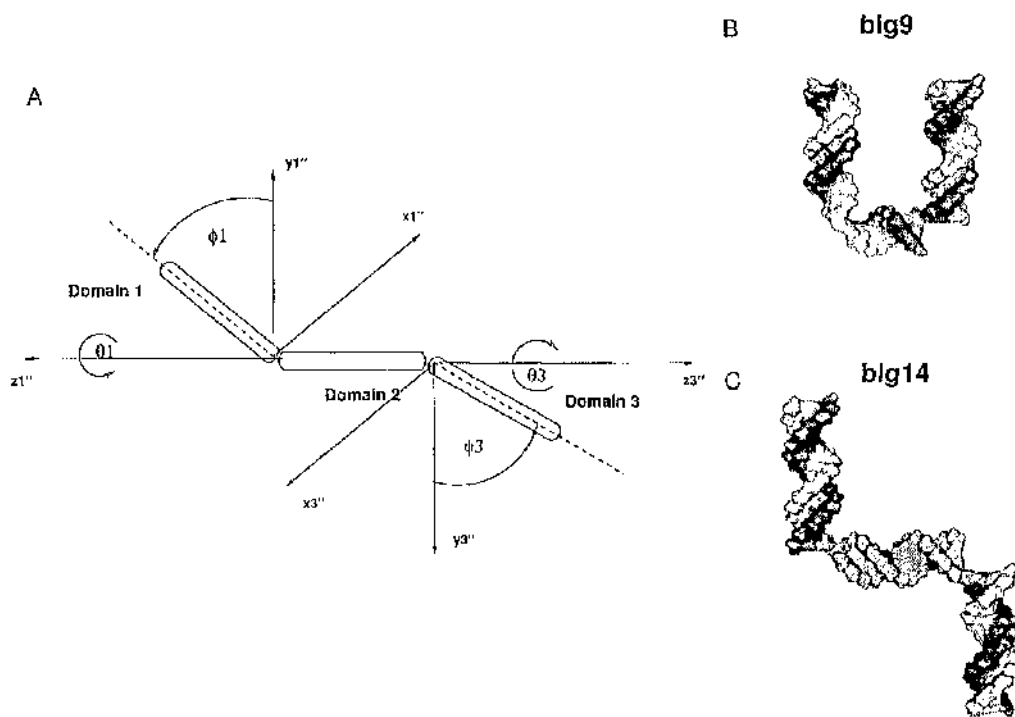 A
y1"
x1"
ϕ1
Domain 1
θ1
z1"
Domain 2
θ3
z3"
Domain 3
ϕ3
x3"
y3"
B
blg9
C
blg14